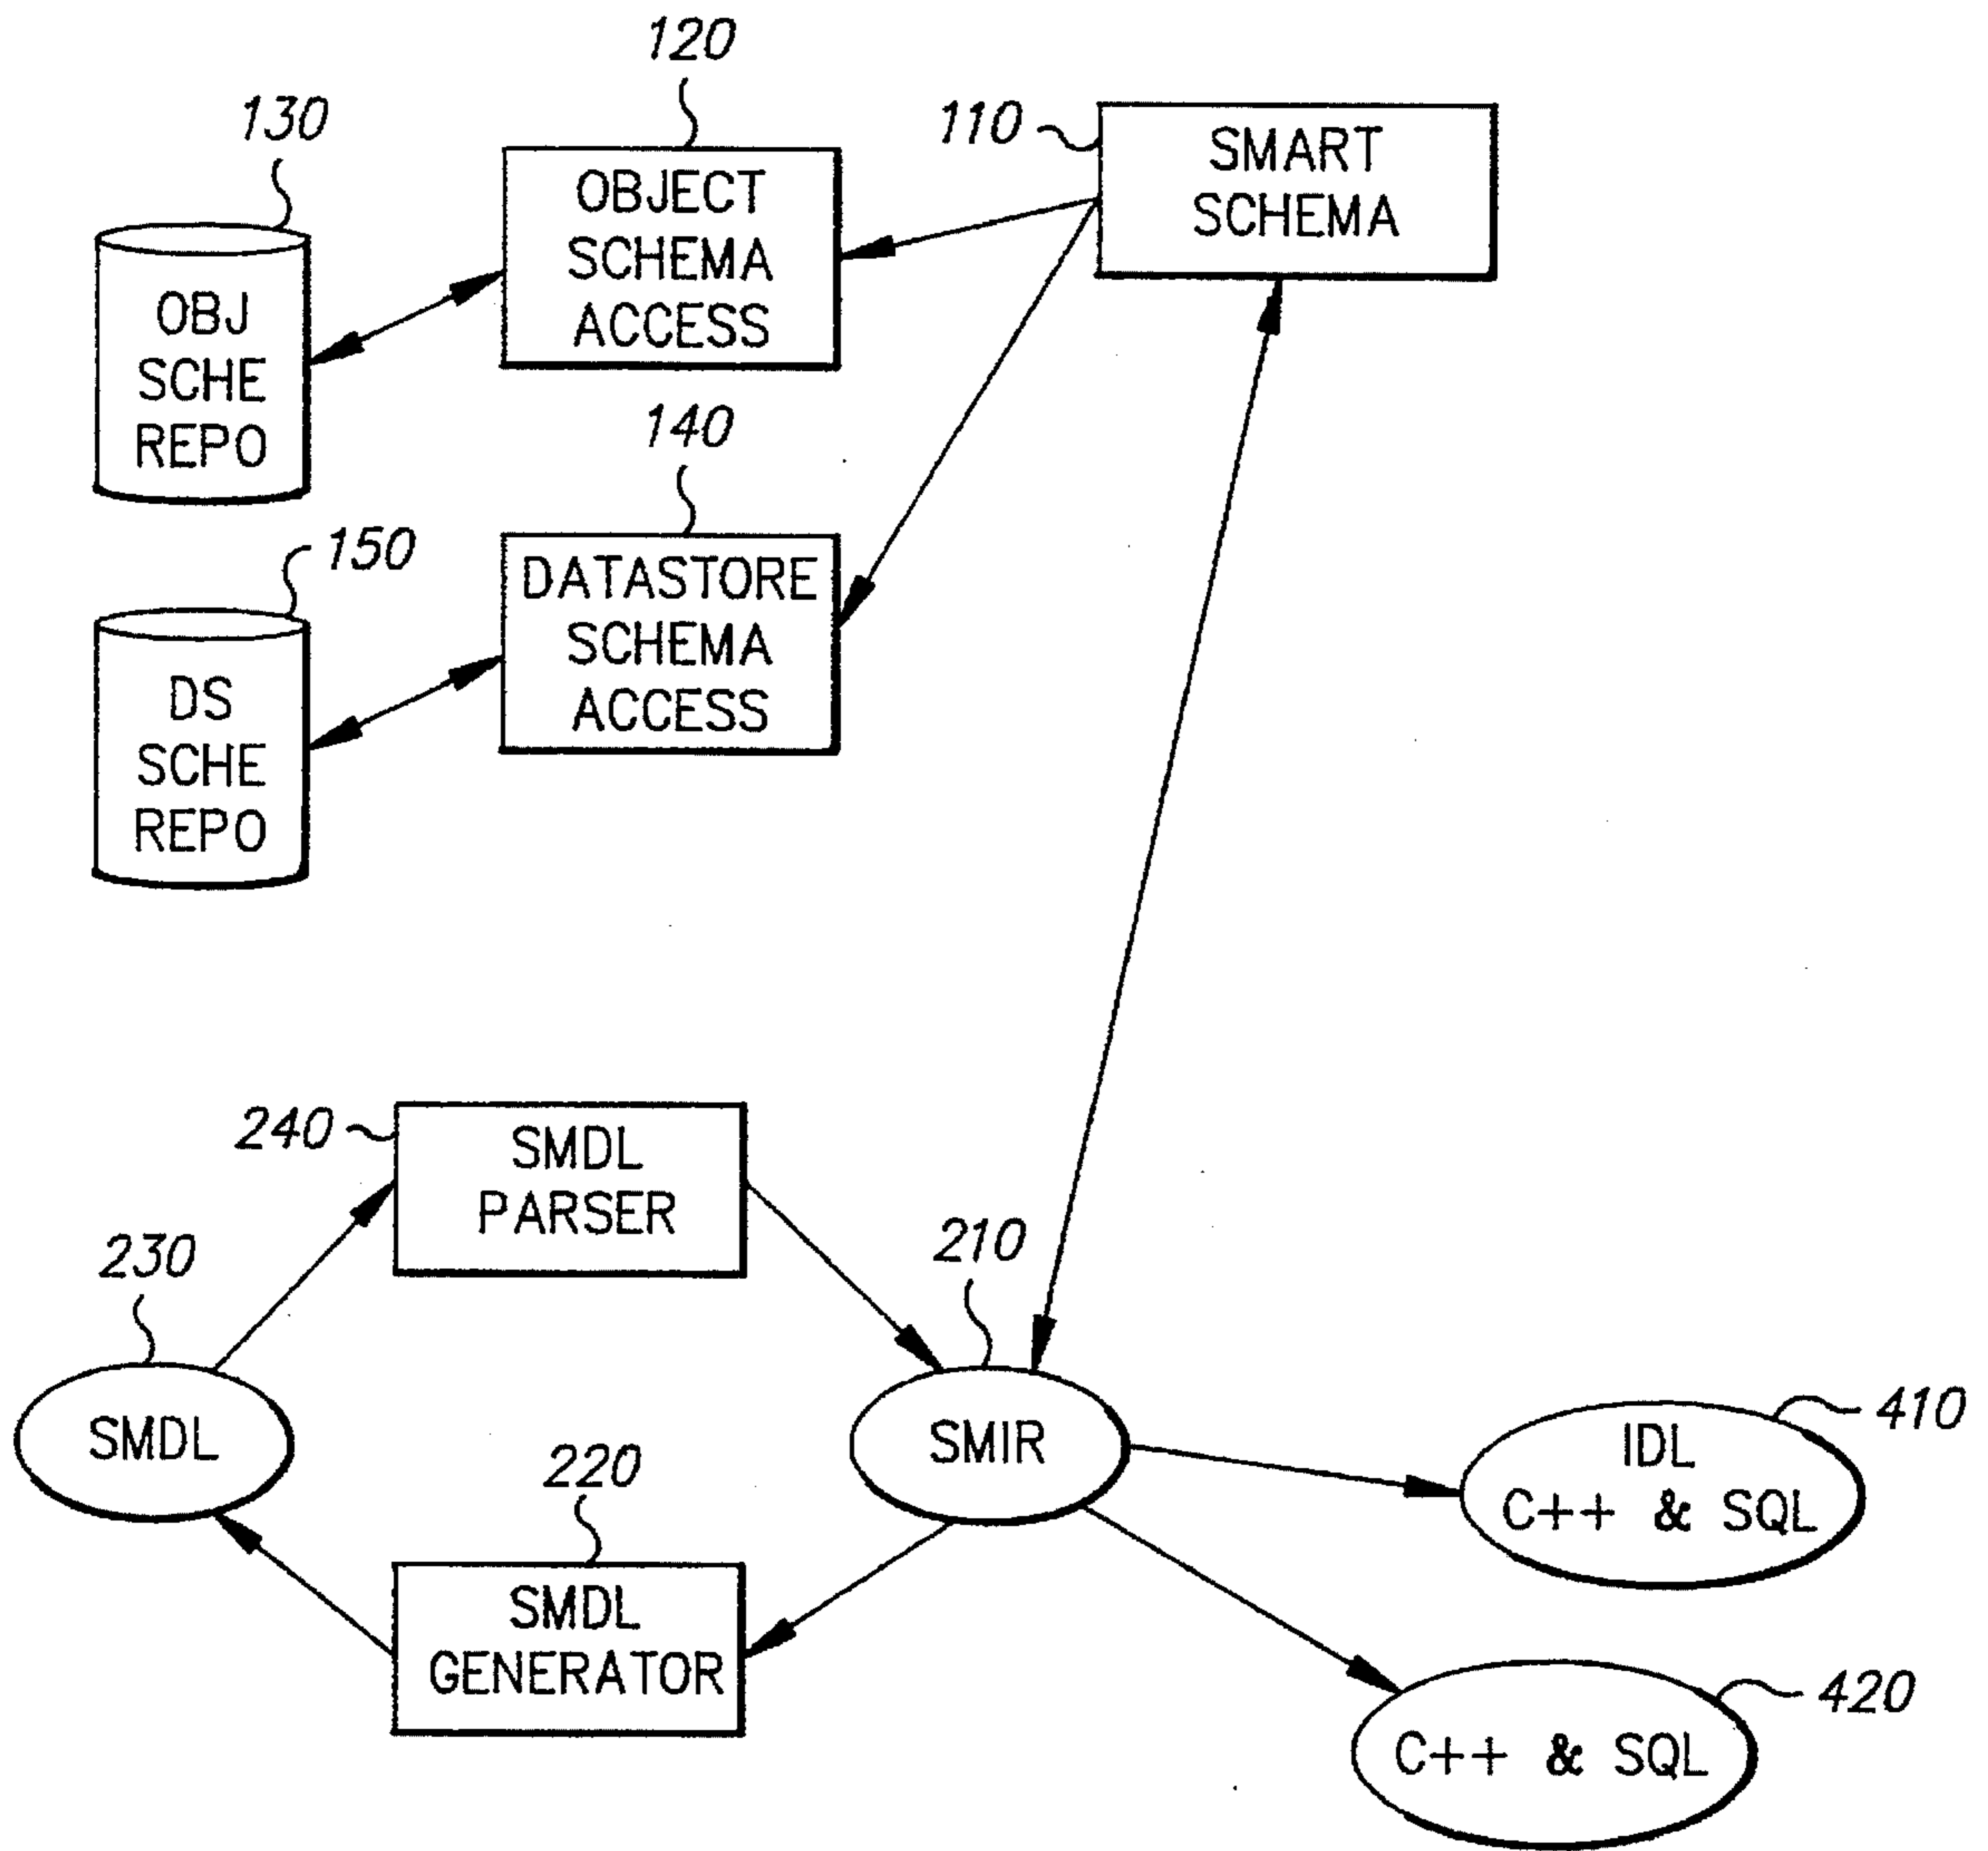 120
130
110
SMART
SCHEMA
OBJECT
SCHEMA
ACCESS
OBJ
SCHE
REPO
140
150
DATASTORE
SCHEMA
ACCESS
DS
SCHE
REPO
240
SMDL
PARSER
230
210
SMDL
SMIR
410
IDL
C++ & SQL
220
SMDL
GENERATOR
420
C++ & SQL